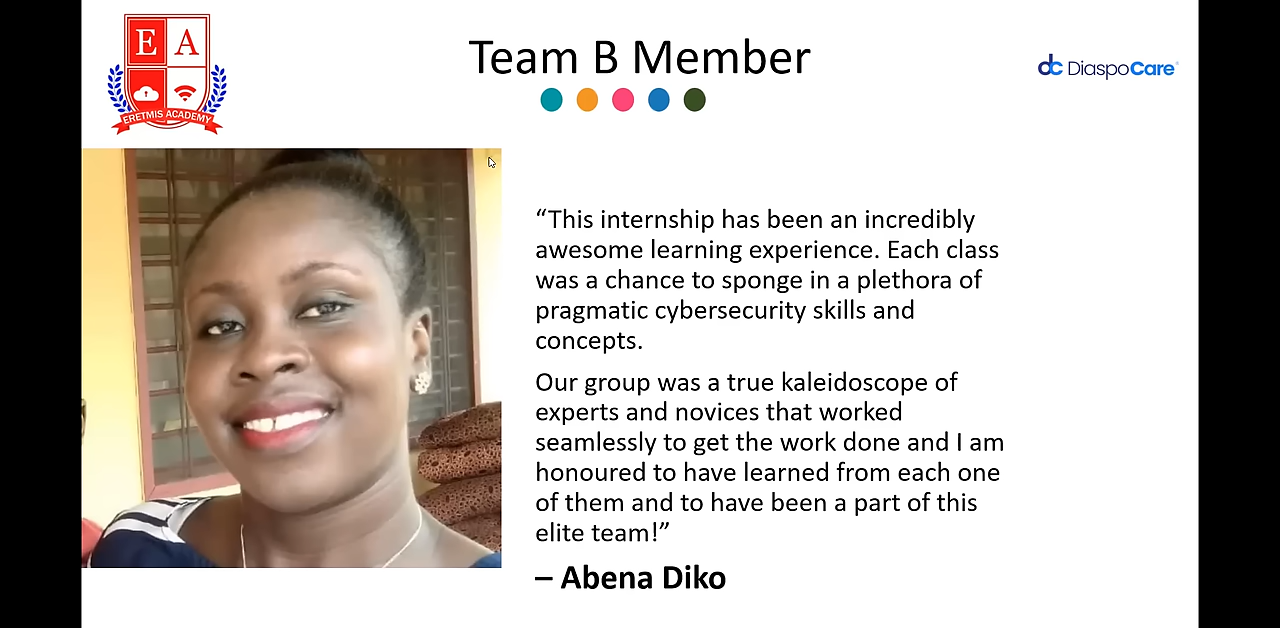 E A
ERETMIS ACADEMY
Team B Member
dc DiaspoCare
“This internship has been an incredibly
awesome learning experience. Each class
was a chance to sponge in a plethora of
pragmatic cybersecurity skills and
concepts.
Our group was a true kaleidoscope of
experts and novices that worked
seamlessly to get the work done and I am
honoured to have learned from each one
of them and to have been a part of this
elite team!”
– Abena Diko